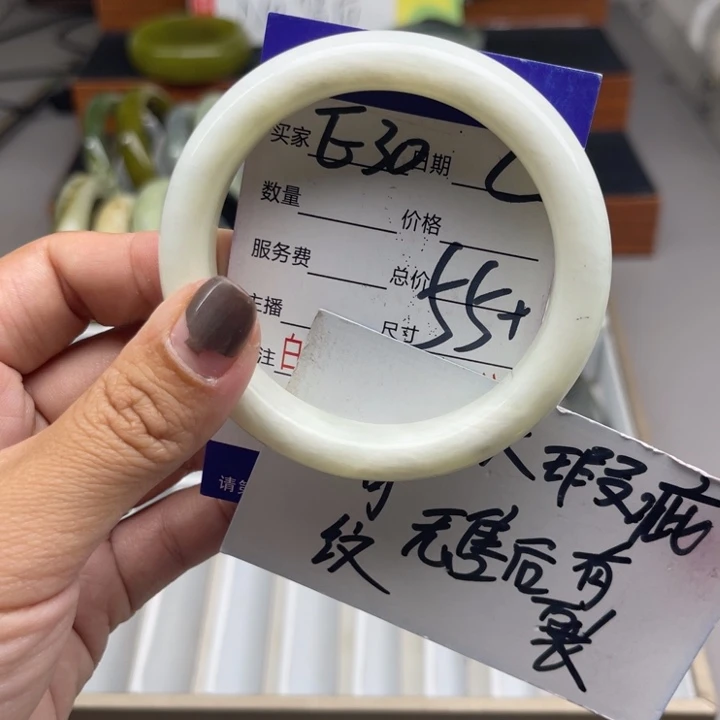 买家 E30 日期
数量
价格
服务费
总价
主播
尺寸 55+
注 白
请
瑕疵
无售后有
纹
裂